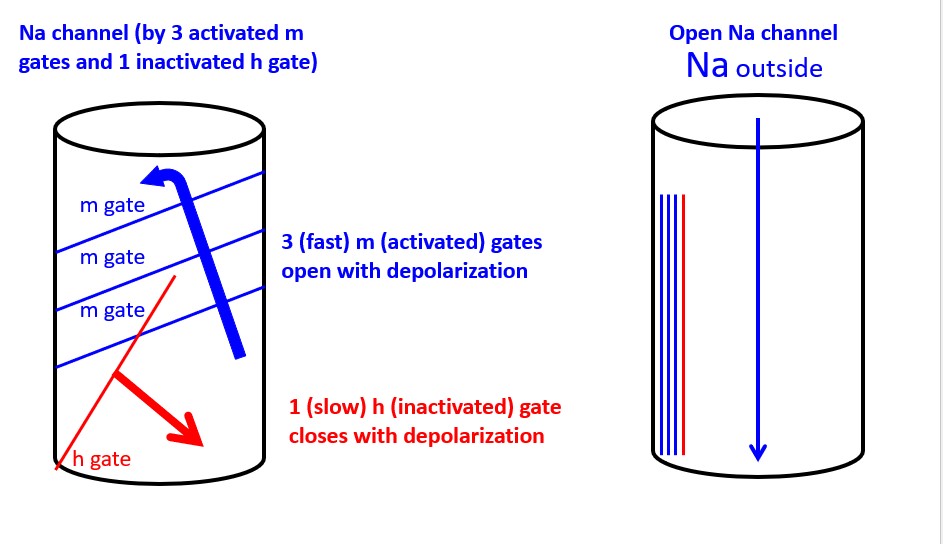 Na channel (by 3 activated m
gates and 1 inactivated h gate)
m gate
m gate
m gate
h gate
3 (fast) m (activated) gates
open with depolarization
1 (slow) h (inactivated) gate
closes with depolarization
Open Na channel
Na outside